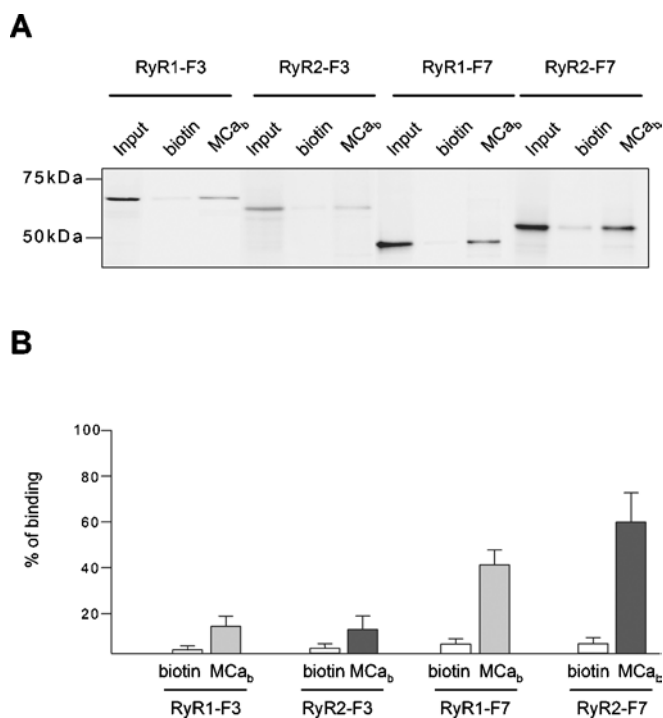 A
RyR1-F3 RyR2-F3 RyR1-F7 RyR2-F7
Input biotin MCab Input biotin MCab Input biotin MCab Input biotin MCab
75kDa
50kDa
B
% of binding
100
80
60
40
20
biotin MCab biotin MCab biotin MCab biotin MCab
RyR1-F3 RyR2-F3 RyR1-F7 RyR2-F7